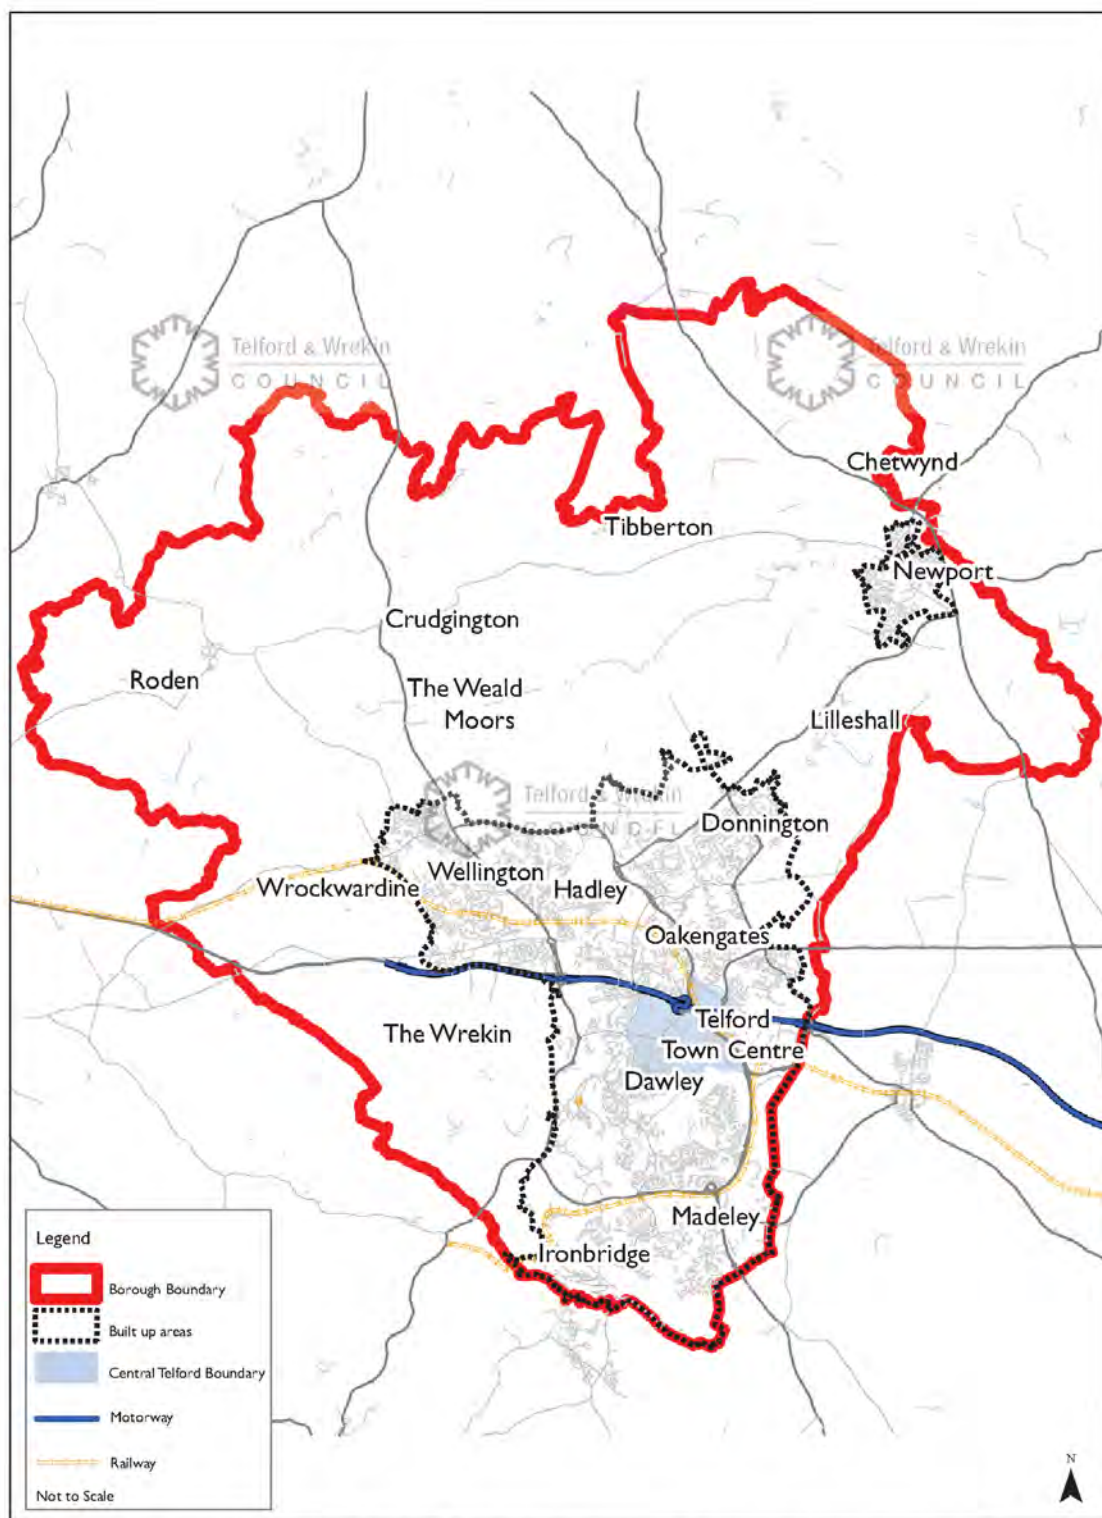 Telford & Wrekin
COUNCIL
Telford & Wrekin
COUNCIL
Chetwynd
Tibberton
Newport
Crudgington
Roden
The Weald
Moors
Lilleshall
Telford & Wrekin
COUNCIL
Donnington
Wellington
Hadley
Wrockwardine
Oakengates
Telford
Town Centre
The Wrekin
Dawley
Madeley
Ironbridge
Legend
Borough Boundary
Built up areas
Central Telford Boundary
Motorway
Railway
Not to Scale
N